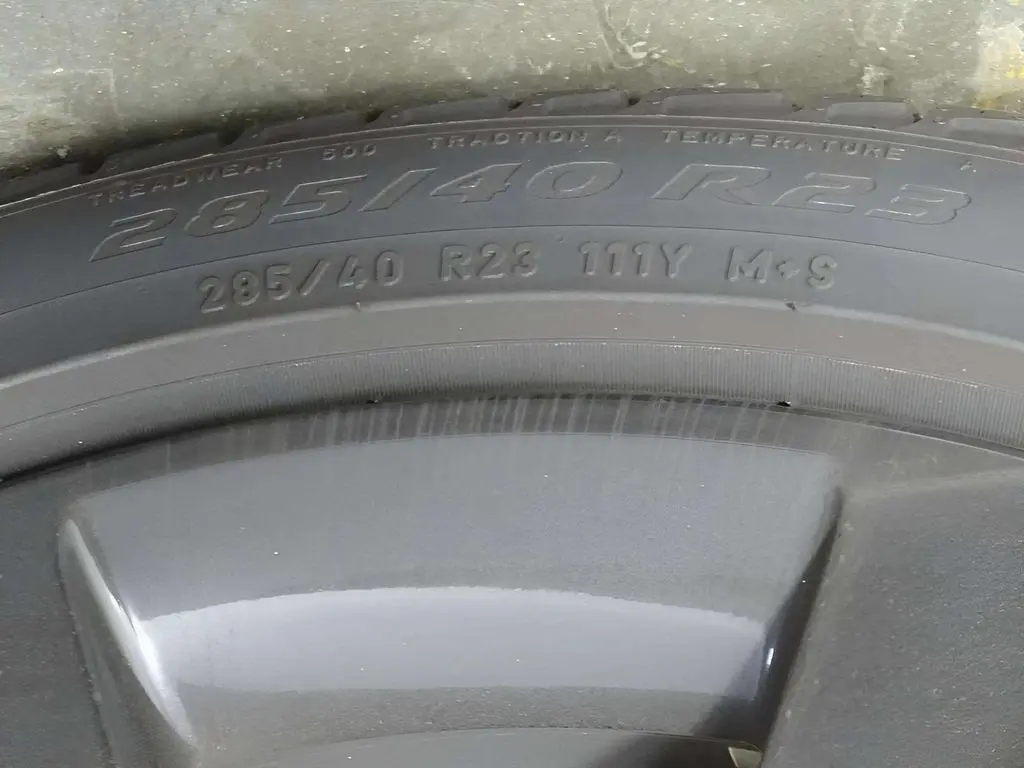 TREADWEAR 500 TRACTION A TEMPERATURE A
285/40 R23
285/40 R23 111Y M+S